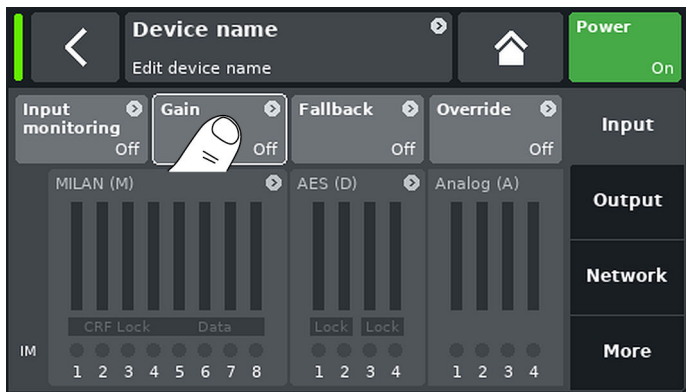 Device name
Edit device name
Power
On
Input monitoring
Off
Gain
Off
Fallback
Off
Override
Off
Input
MILAN (M)
AES (D)
Analog (A)
Output
Network
CRF Lock
Data
Lock
Lock
IM
More
1 2 3 4 5 6 7 8
1 2 3 4
1 2 3 4